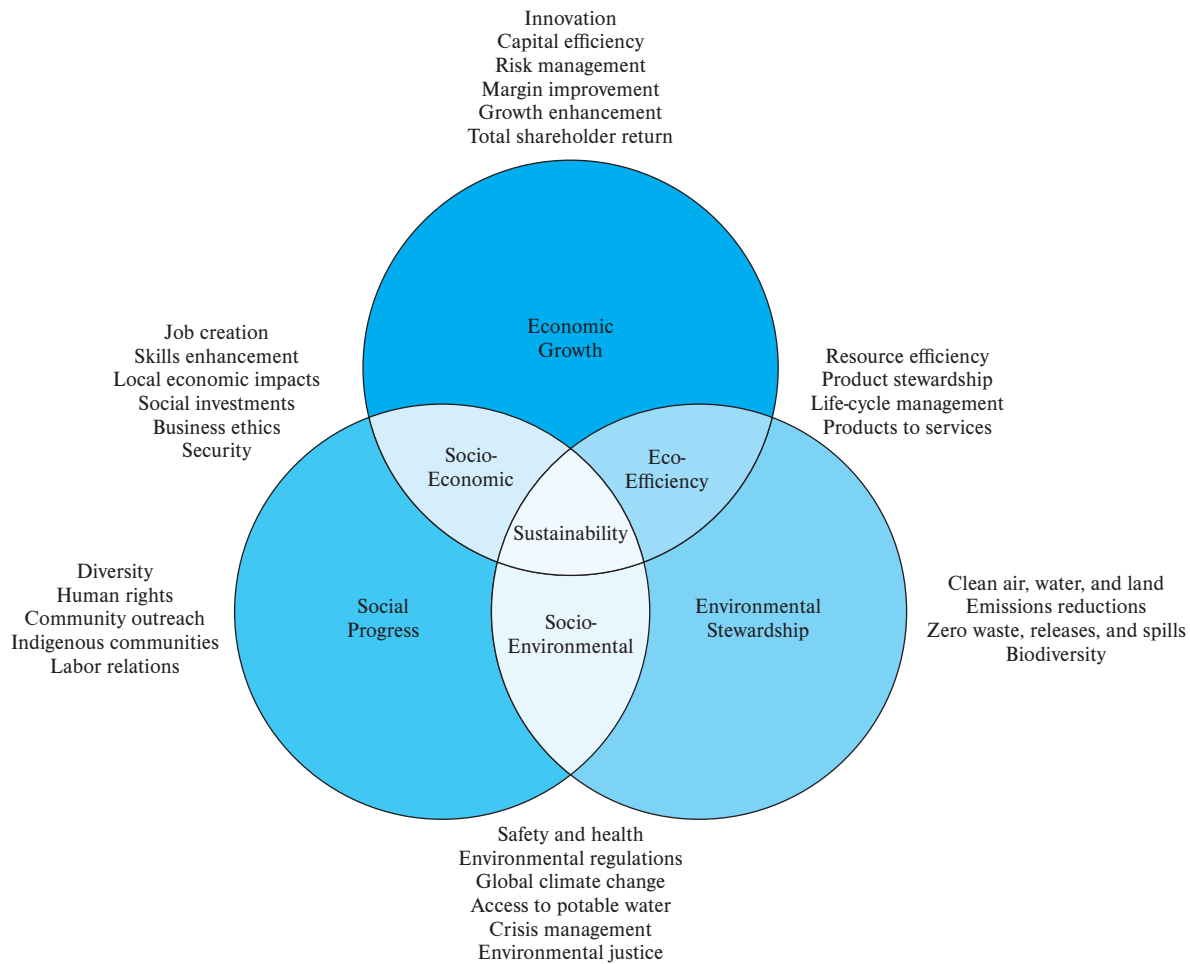 Innovation
Capital efficiency
Risk management
Margin improvement
Growth enhancement
Total shareholder return
Economic
Growth
Job creation
Skills enhancement
Local economic impacts
Social investments
Business ethics
Security
Resource efficiency
Product stewardship
Life-cycle management
Products to services
Socio-
Economic
Eco-
Efficiency
Sustainability
Diversity
Human rights
Community outreach
Indigenous communities
Labor relations
Social
Progress
Socio-
Environmental
Environmental
Stewardship
Clean air, water, and land
Emissions reductions
Zero waste, releases, and spills
Biodiversity
Safety and health
Environmental regulations
Global climate change
Access to potable water
Crisis management
Environmental justice